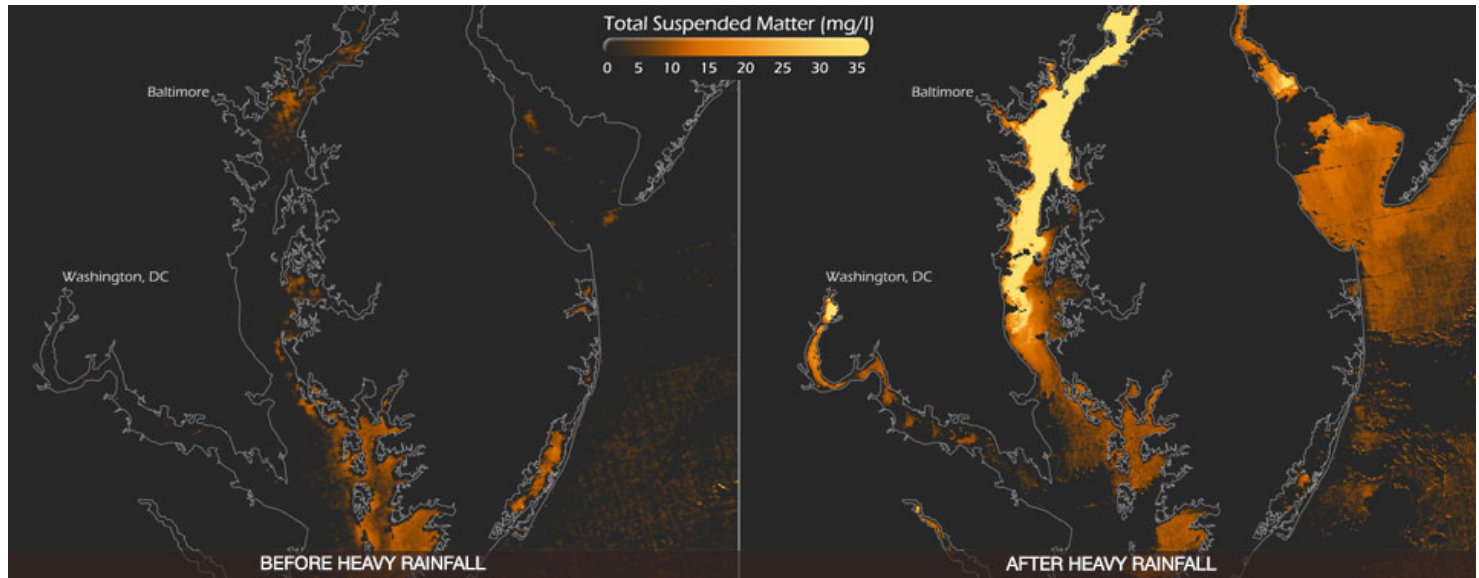 Total Suspended Matter (mg/l)
0 5 10 15 20 25 30 35
Baltimore
Washington, DC
BEFORE HEAVY RAINFALL
Baltimore
Washington, DC
AFTER HEAVY RAINFALL